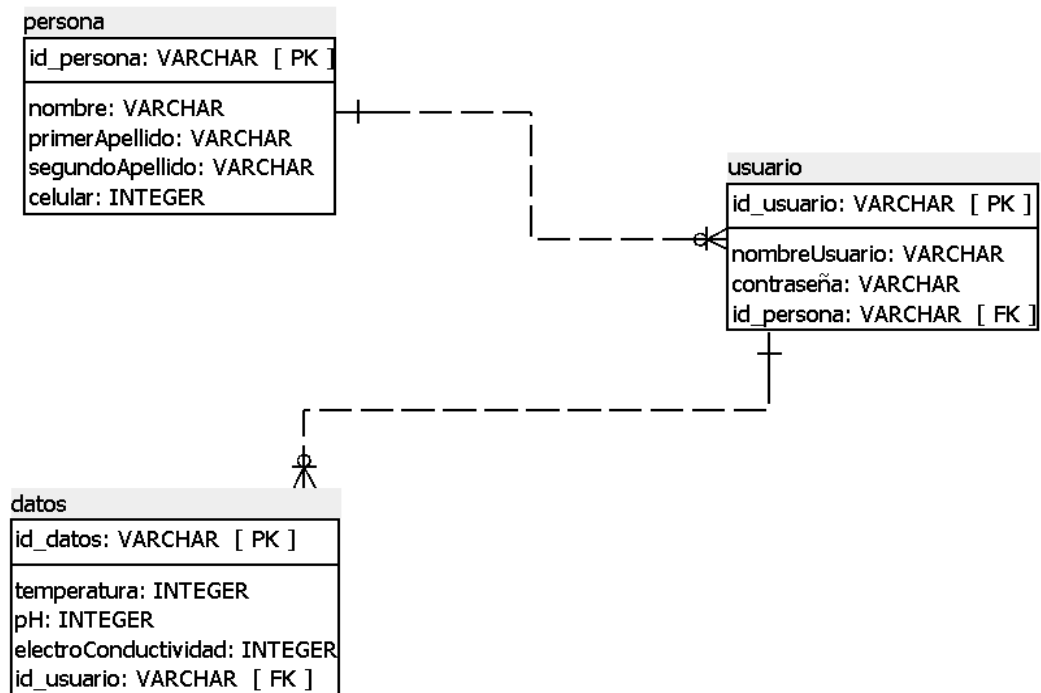 persona
id_persona: VARCHAR [ PK ]
nombre: VARCHAR
primerApellido: VARCHAR
segundoApellido: VARCHAR
celular: INTEGER
usuario
id_usuario: VARCHAR [ PK ]
nombreUsuario: VARCHAR
contraseña: VARCHAR
id_persona: VARCHAR [ FK ]
datos
id_datos: VARCHAR [ PK ]
temperatura: INTEGER
pH: INTEGER
electroConductividad: INTEGER
id_usuario: VARCHAR [ FK ]